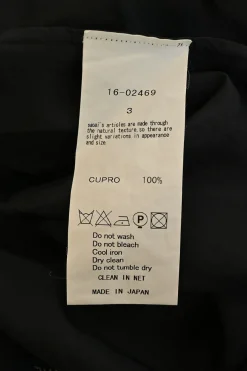 16-02469
3
sacai's articles are made through
the natural texture, so there are
slight variations in appearance
and size
CUPRO 100%
P
Do not wash
Do not bleach
Cool iron
Dry clean
Do not tumble dry
CLEAN IN NET
MADE IN JAPAN